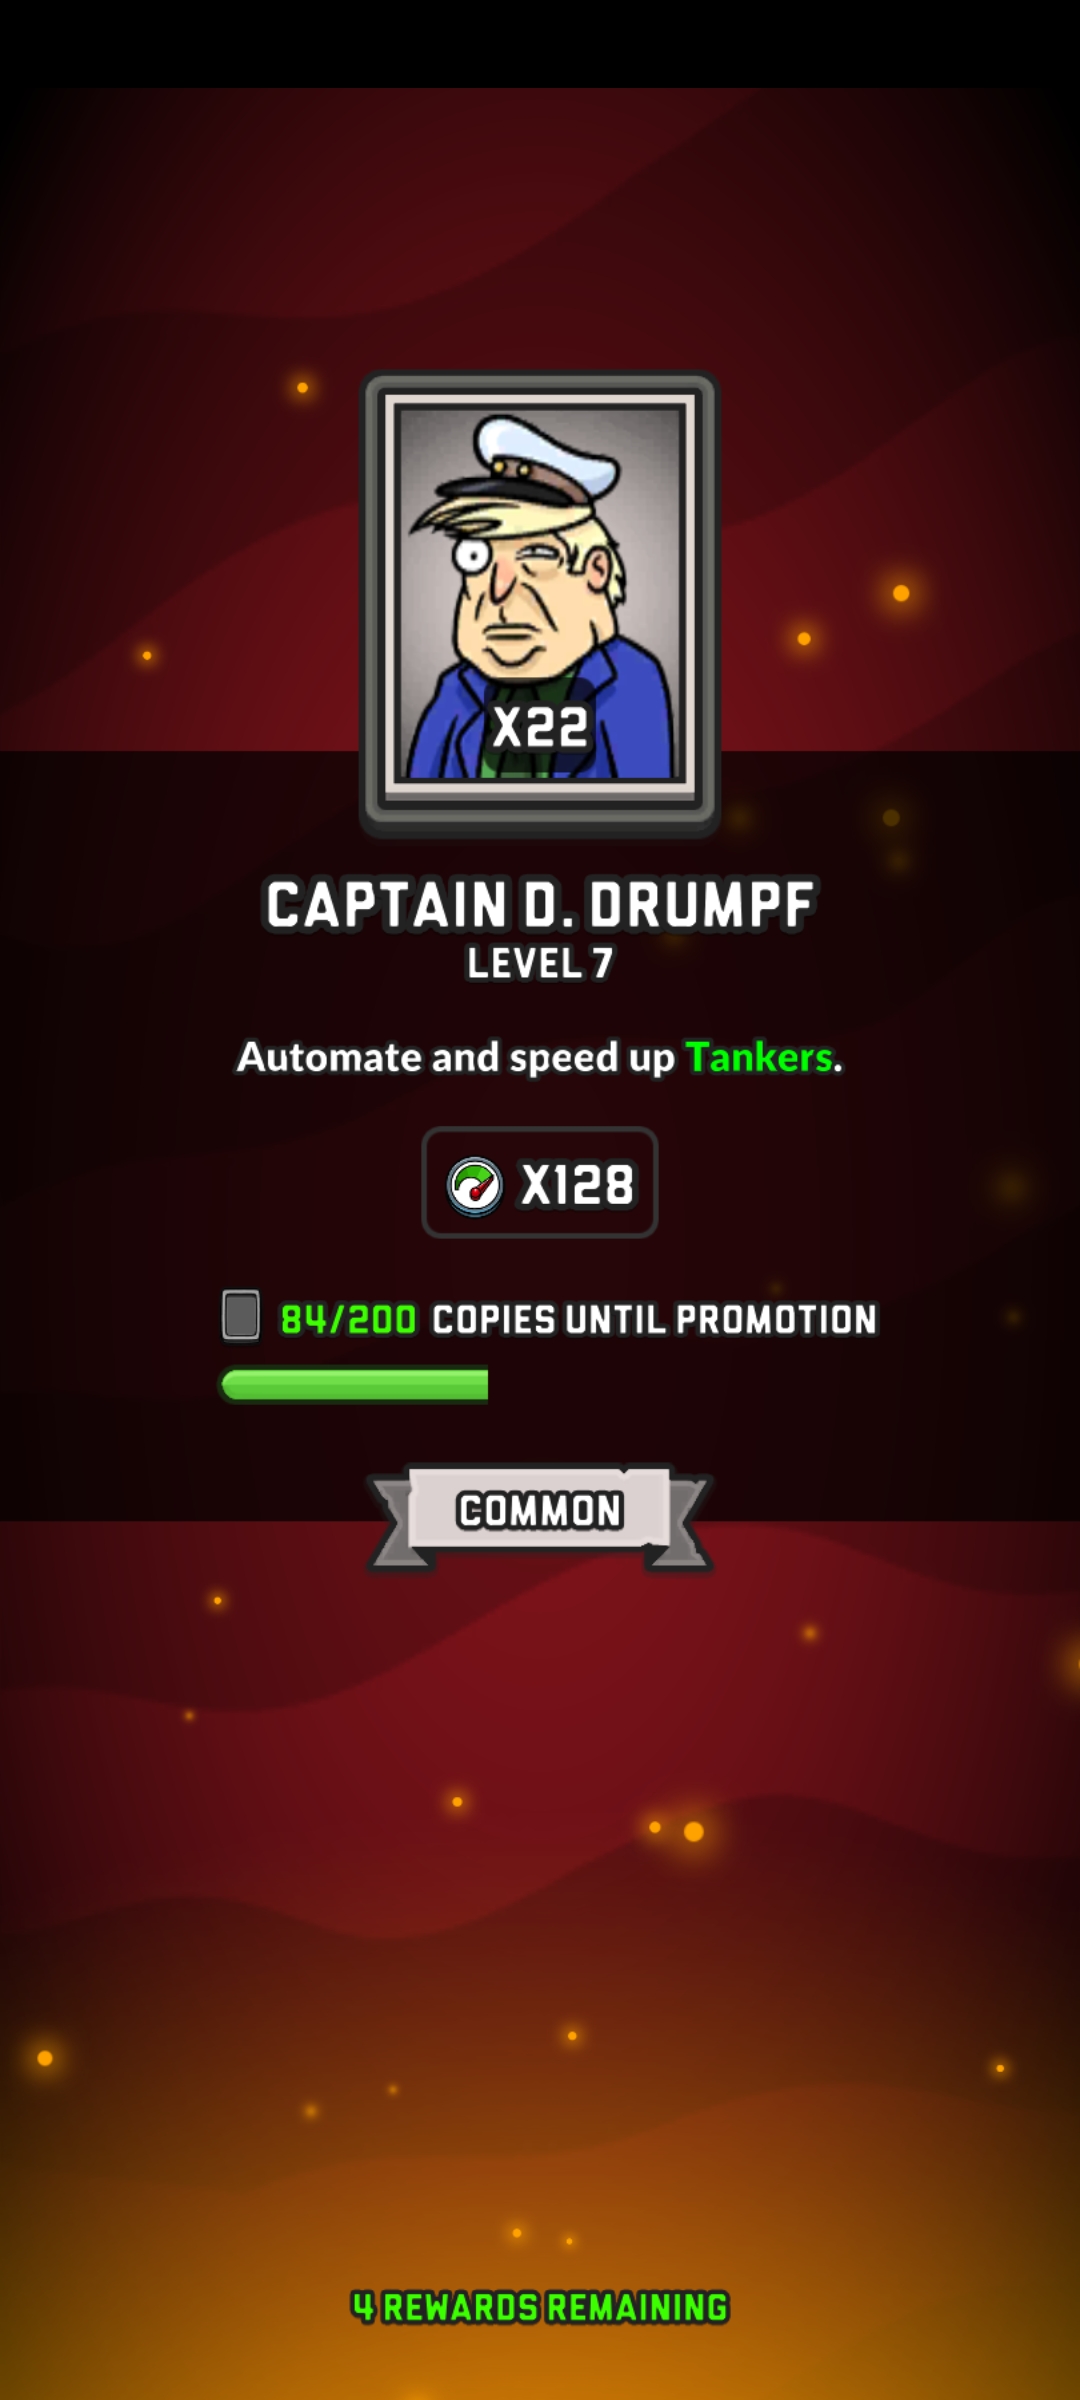 X22
CAPTAIN D. DRUMPF
LEVEL 7
Automate and speed up Tankers.
X128
84/200 COPIES UNTIL PROMOTION
COMMON
4 REWARDS REMAINING